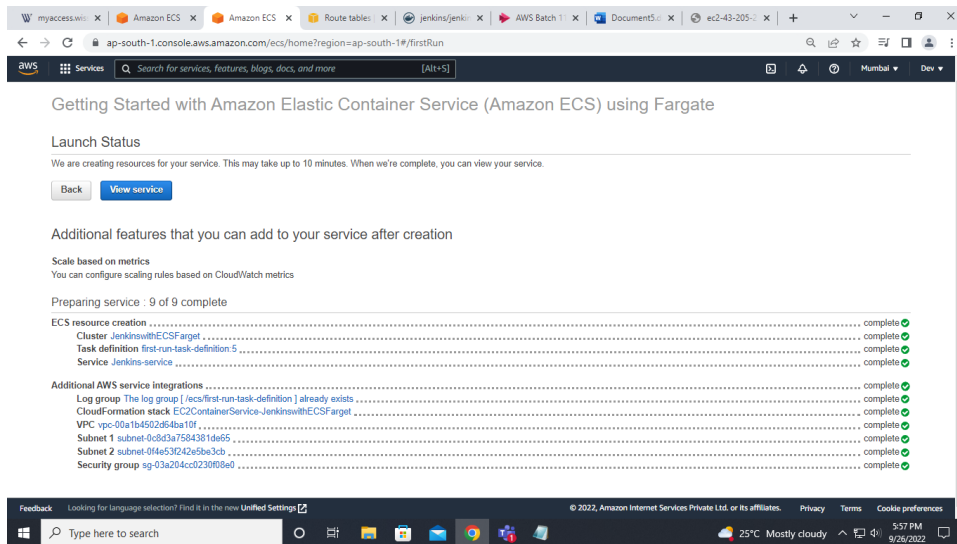 myaccess.wis
Amazon ECS
Amazon ECS
Route tables
jenkins/jenkin
AWS Batch 1
Document5.d
ec2-43-205-2
ap-south-1.console.aws.amazon.com/ecs/home?region=ap-south-1#/firstRun
aws
Services
Search for services, features, blogs, docs, and more
[Alt+S]
Mumbai
Dev
Getting Started with Amazon Elastic Container Service (Amazon ECS) using Fargate
Launch Status
We are creating resources for your service. This may take up to 10 minutes. When we're complete, you can view your service.
Back
View service
Additional features that you can add to your service after creation
Scale based on metrics
You can configure scaling rules based on CloudWatch metrics
Preparing service : 9 of 9 complete
ECS resource creation complete
Cluster JenkinswithECSFarget complete
Task definition first-run-task-definition:5 complete
Service Jenkins-service complete
Additional AWS service integrations complete
Log group The log group [ /ecs/first-run-task-definition ] already exists complete
CloudFormation stack EC2ContainerService-JenkinswithECSFarget complete
VPC vpc-00a1b4502d64ba10f complete
Subnet 1 subnet-0c8d3a7584381de65 complete
Subnet 2 subnet-0f4e53f242e5be3cb complete
Security group sg-03a204cc0230f08e0 complete
Feedback Looking for language selection? Find it in the new Unified Settings
© 2022, Amazon Internet Services Private Ltd. or its affiliates. Privacy Terms Cookie preferences
Type here to search
25°C Mostly cloudy
5:57 PM
9/26/2022